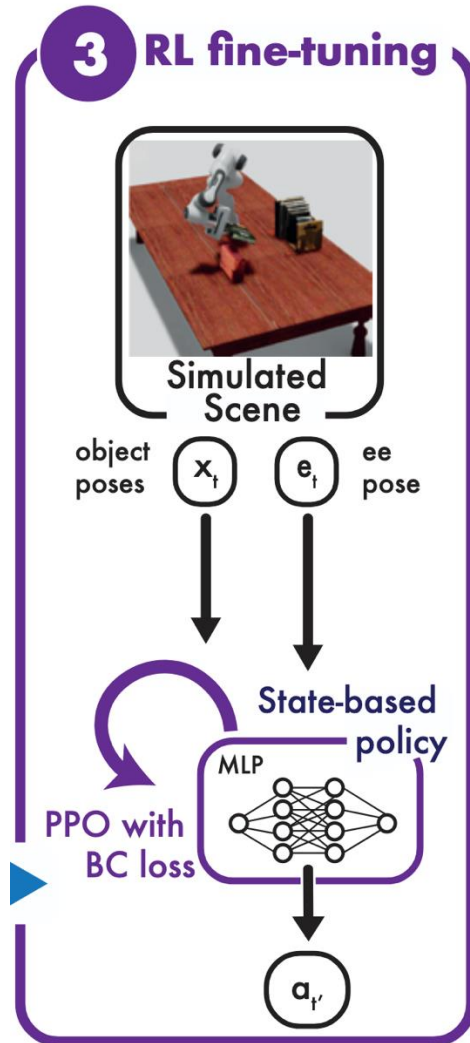 3 RL fine-tuning
Simulated
Scene
object
poses
x_t
e_t
ee
pose
State-based
policy
MLP
PPO with
BC loss
a_t'